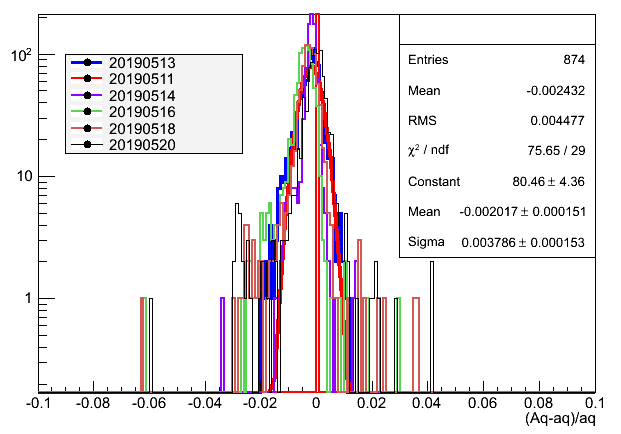 10²
10
1
20190513
20190511
20190514
20190516
20190518
20190520
Entries 874
Mean -0.002432
RMS 0.004477
χ² / ndf 75.65 / 29
Constant 80.46 ± 4.36
Mean -0.002017 ± 0.000151
Sigma 0.003786 ± 0.000153
-0.1 -0.08 -0.06 -0.04 -0.02 0 0.02 0.04 0.06 0.08 0.1
(Aq-aq)/aq